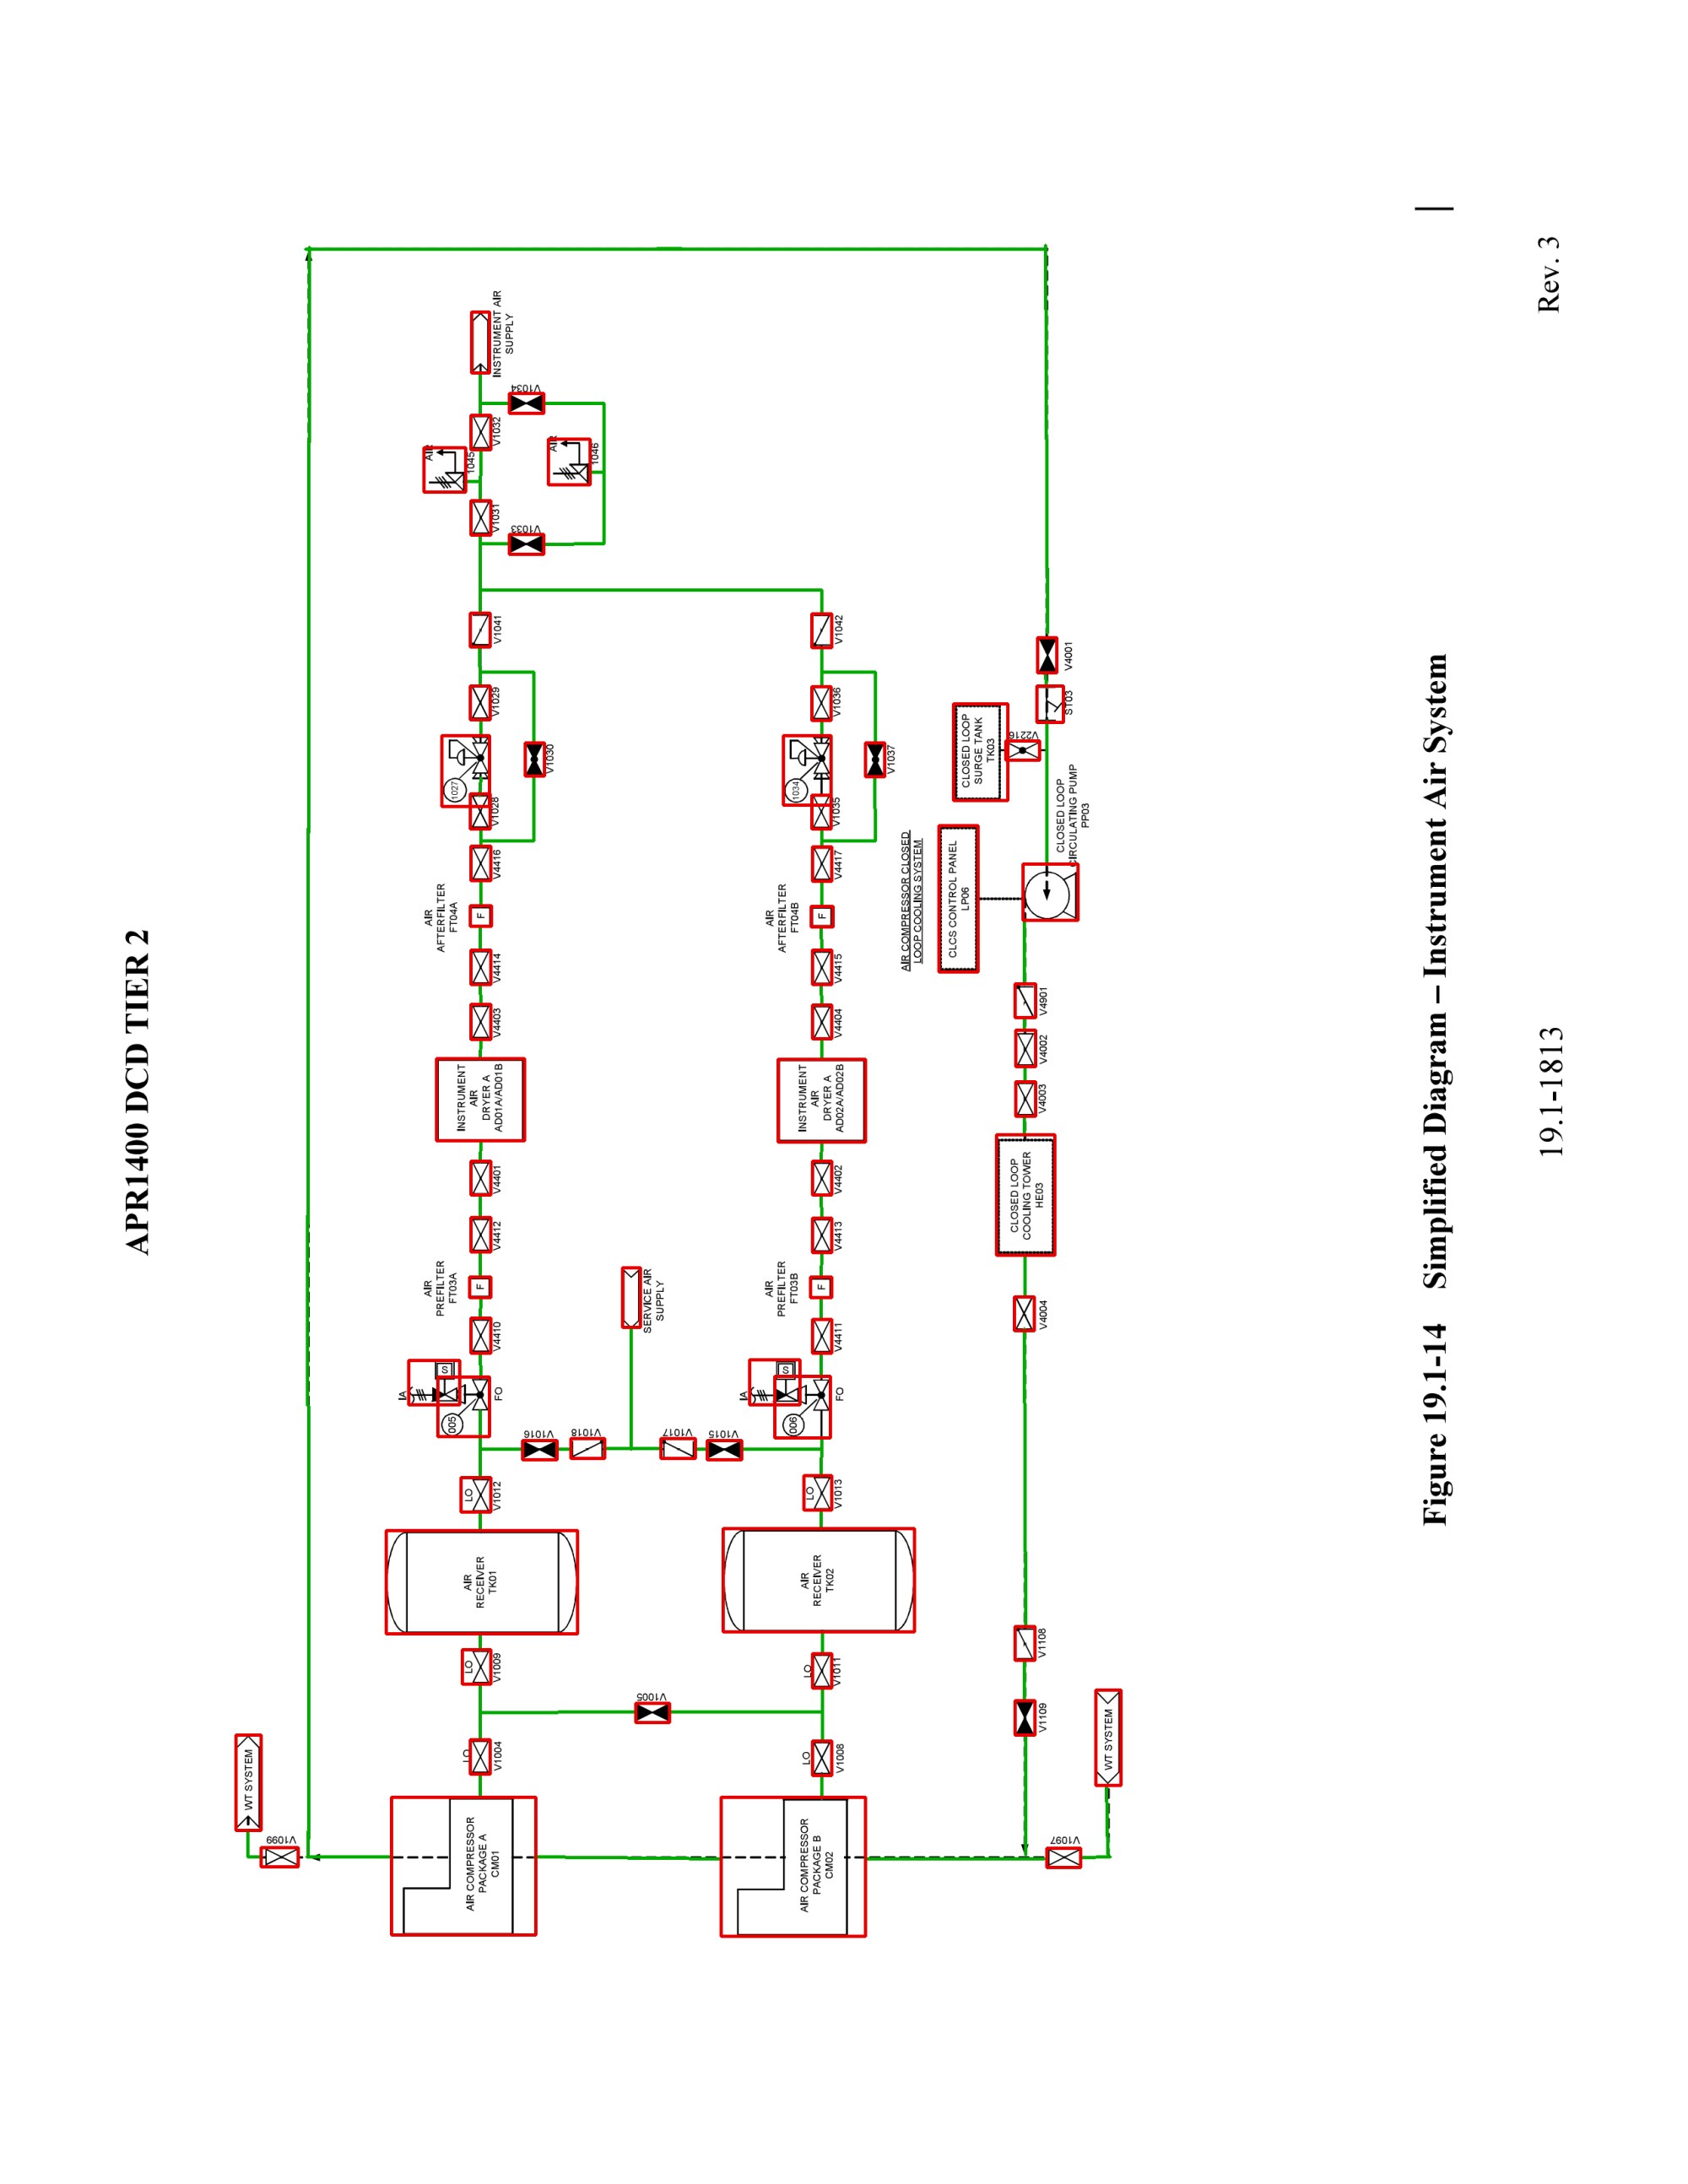 APR1400 DCD TIER 2
WT SYSTEM
V1099
AIR COMPRESSOR
PACKAGE A
CM01
LO
V1004
LO
V1009
AIR
RECEIVER
TK01
LO
V1012
005
IA
S
FO
V4410
AIR
PREFILTER
FT03A
F
V4412
V4401
INSTRUMENT
AIR
DRYER A
AD01A/AD01B
V4403
V4414
AIR
AFTERFILTER
FT04A
F
V4416
V1028
1027
V1029
V1030
V1041
V1031
V1033
1045
AIR
V1032
1046
AIR
V1034
INSTRUMENT AIR
SUPPLY
V1005
V1016
V1018
V1017
V1015
SERVICE AIR
SUPPLY
AIR COMPRESSOR
PACKAGE B
CM02
LO
V1008
LO
V1011
AIR
RECEIVER
TK02
LO
V1013
006
IA
S
FO
V4411
AIR
PREFILTER
FT03B
F
V4413
V4402
INSTRUMENT
AIR
DRYER A
AD02A/AD02B
V4404
V4415
AIR
AFTERFILTER
FT04B
F
V4417
V1035
1034
V1036
V1037
V1042
AIR COMPRESSOR CLOSED
LOOP COOLING SYSTEM
CLCS CONTROL PANEL
LP06
CLOSED LOOP
SURGE TANK
TK03
V2216
WT SYSTEM
V1097
V1109
V1108
V4004
CLOSED LOOP
COOLING TOWER
HE03
V4003
V4002
V4901
CLOSED LOOP
CIRCULATING PUMP
PP03
ST03
V4001
Figure 19.1-14 Simplified Diagram – Instrument Air System
19.1-1813
Rev. 3